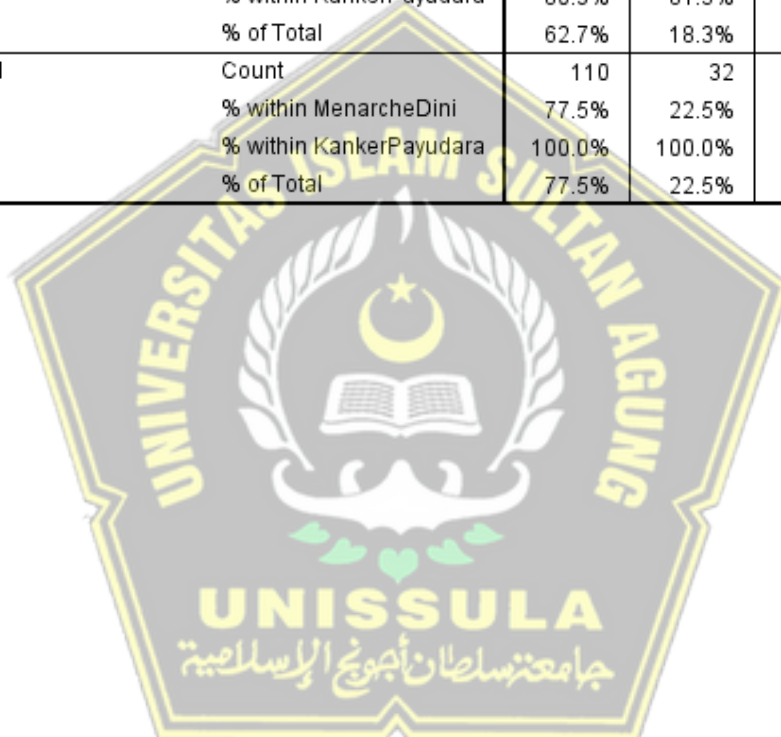 % of Total 62.7% 18.3%
Count 110 32
% within MenarcheDini 77.5% 22.5%
% within KankerPayudara 100.0% 100.0%
% of Total 77.5% 22.5%
UNIVERSITAS ISLAM SULTAN AGUNG
UNISSULA
جامعة سلطان أجونج الإسلامية